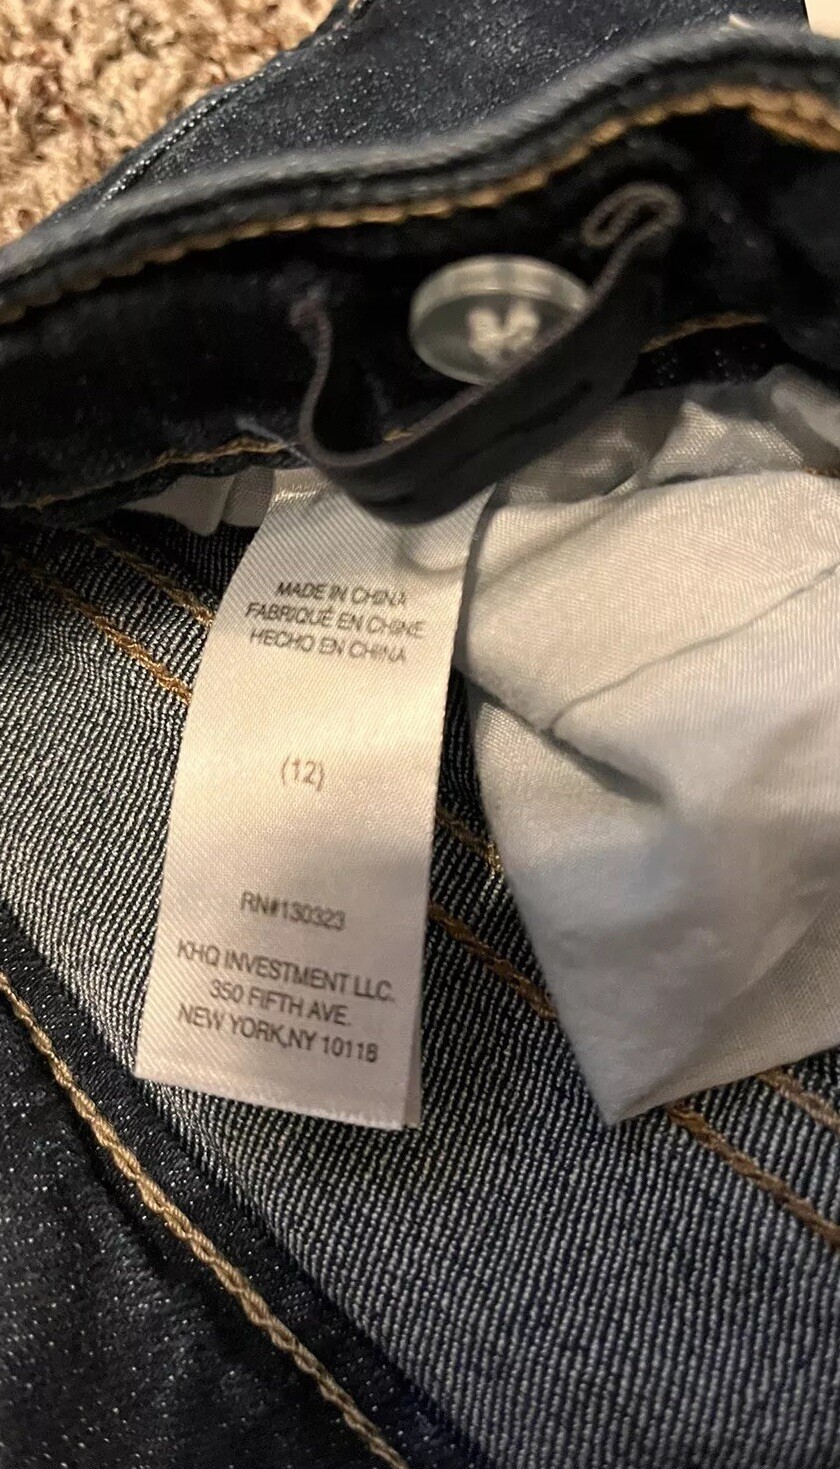 MADE IN CHINA
FABRIQUÉ EN CHINE
HECHO EN CHINA
(12)
RN#130323
KHQ INVESTMENT LLC.
350 FIFTH AVE.
NEW YORK,NY 10118